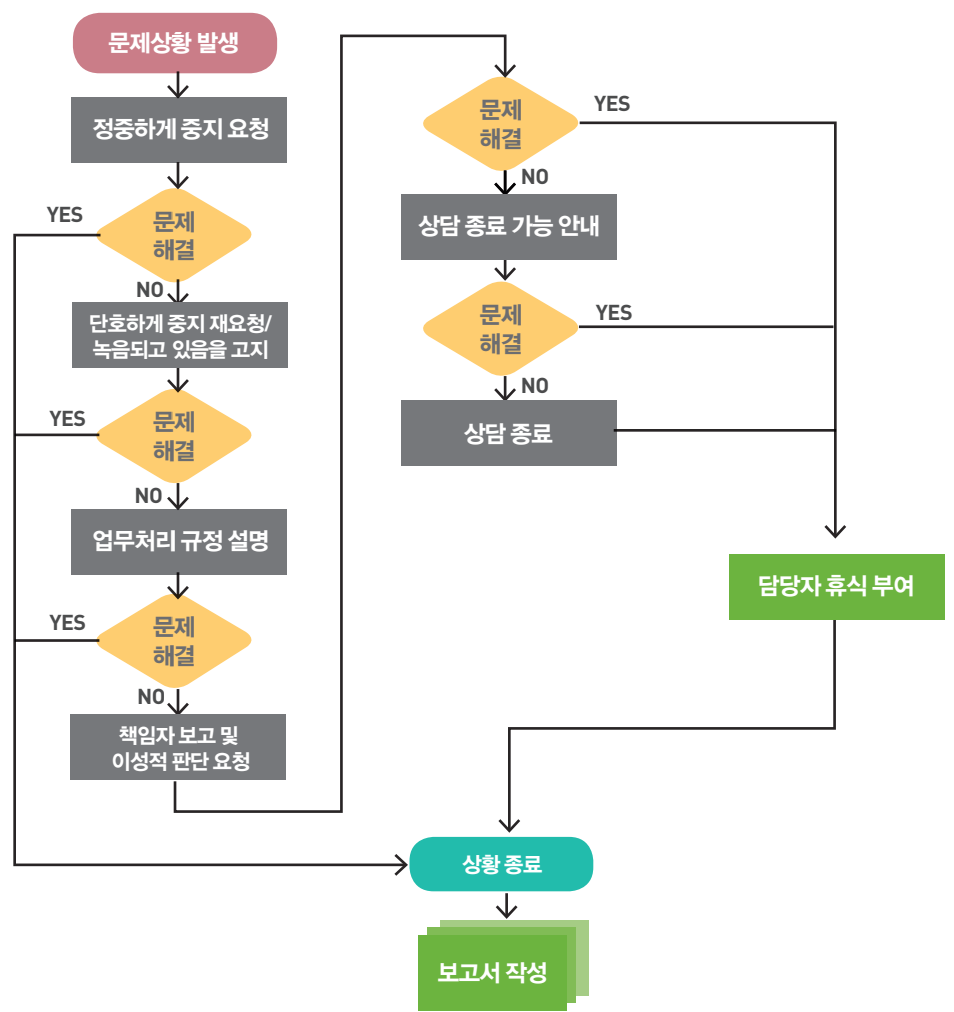 문제상황 발생
정중하게 중지 요청
문제
해결
YES
NO
단호하게 중지 재요청/
녹음되고 있음을 고지
문제
해결
YES
NO
업무처리 규정 설명
문제
해결
YES
NO
책임자 보고 및
이성적 판단 요청
문제
해결
YES
NO
상담 종료 가능 안내
문제
해결
YES
NO
상담 종료
담당자 휴식 부여
상황 종료
보고서 작성